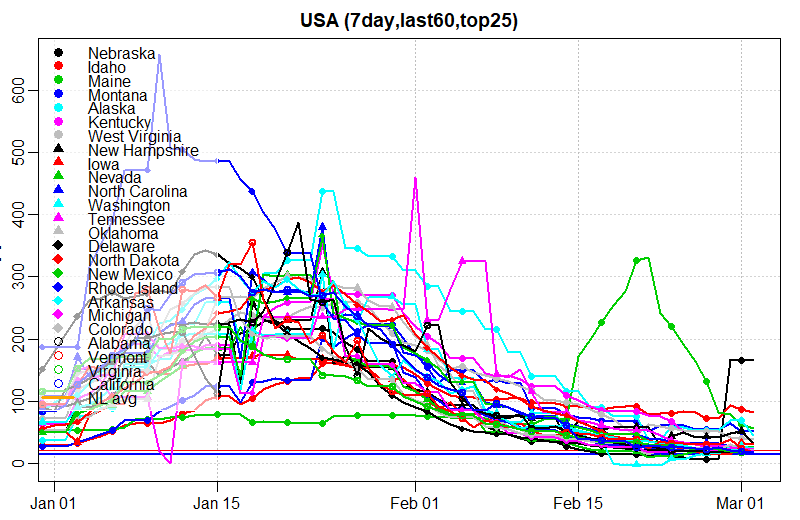 USA (7day,last60,top25)
600
500
400
300
200
100
0
Nebraska
Idaho
Maine
Montana
Alaska
Kentucky
West Virginia
New Hampshire
Iowa
Nevada
North Carolina
Washington
Tennessee
Oklahoma
Delaware
North Dakota
New Mexico
Rhode Island
Arkansas
Michigan
Colorado
Alabama
Vermont
Virginia
California
NL avg
Jan 01
Jan 15
Feb 01
Feb 15
Mar 01